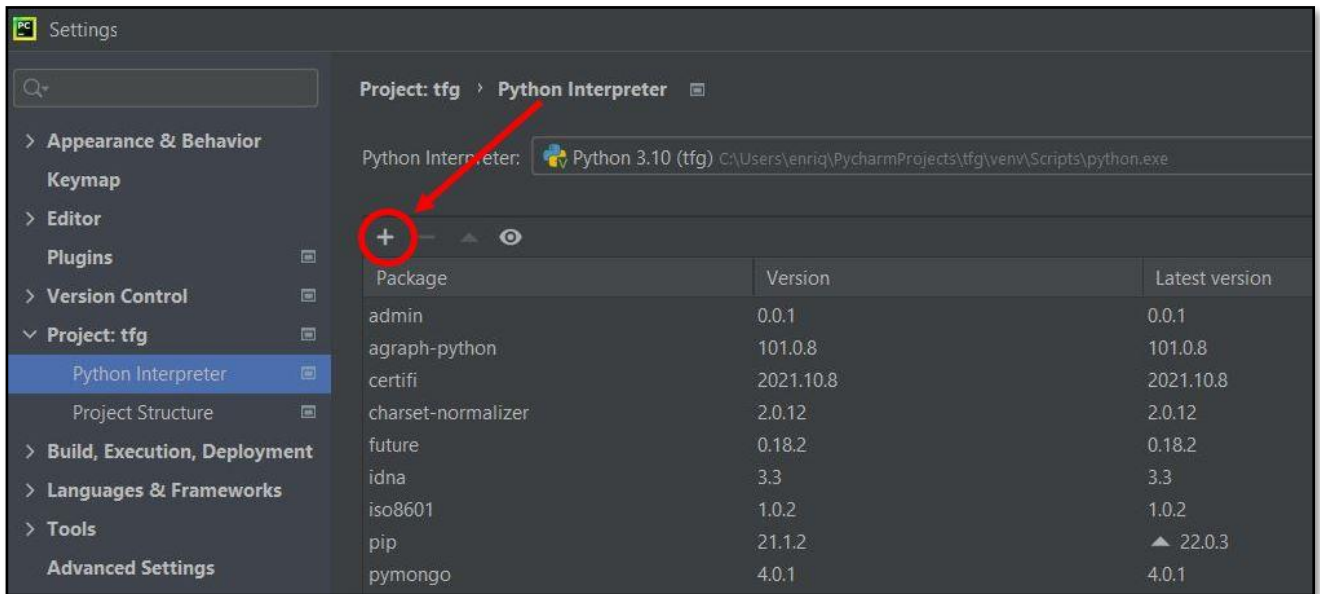 PC Settings
Project: tfg > Python Interpreter
> Appearance & Behavior
Python Interpreter: Python 3.10 (tfg) C:\Users\enriq\PycharmProjects\tfg\venv\Scripts\python.exe
Keymap
> Editor
Plugins
Package Version Latest version
> Version Control
admin 0.0.1 0.0.1
Project: tfg
agraph-python 101.0.8 101.0.8
Python Interpreter
certifi 2021.10.8 2021.10.8
Project Structure
charset-normalizer 2.0.12 2.0.12
> Build, Execution, Deployment
future 0.18.2 0.18.2
idna 3.3 3.3
> Languages & Frameworks
iso8601 1.0.2 1.0.2
> Tools
pip 21.1.2 ▲ 22.0.3
Advanced Settings
pymongo 4.0.1 4.0.1